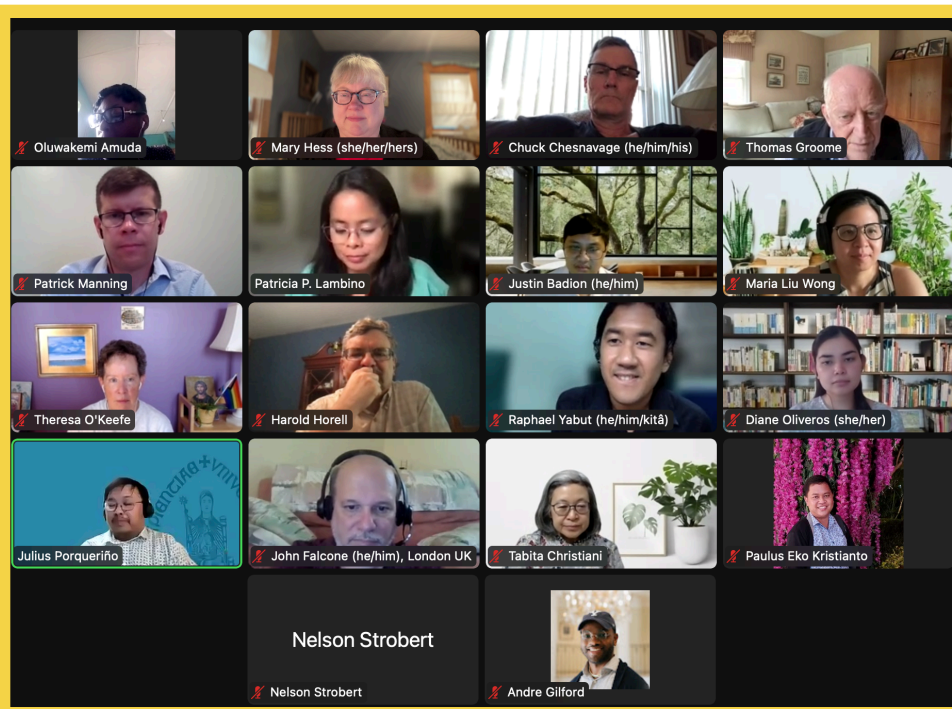 Oluwakemi Amuda
Mary Hess (she/her/hers)
Chuck Chesnavage (he/him/his)
Thomas Groome
Patrick Manning
Patricia P. Lambino
Justin Badion (he/him)
Maria Liu Wong
Theresa O'Keefe
Harold Horell
Raphael Yabut (he/him/kitâ)
Diane Oliveros (she/her)
Julius Porqueriño
John Falcone (he/him), London UK
Tabita Christiani
Paulus Eko Kristianto
Nelson Strobert
Nelson Strobert
Andre Gilford